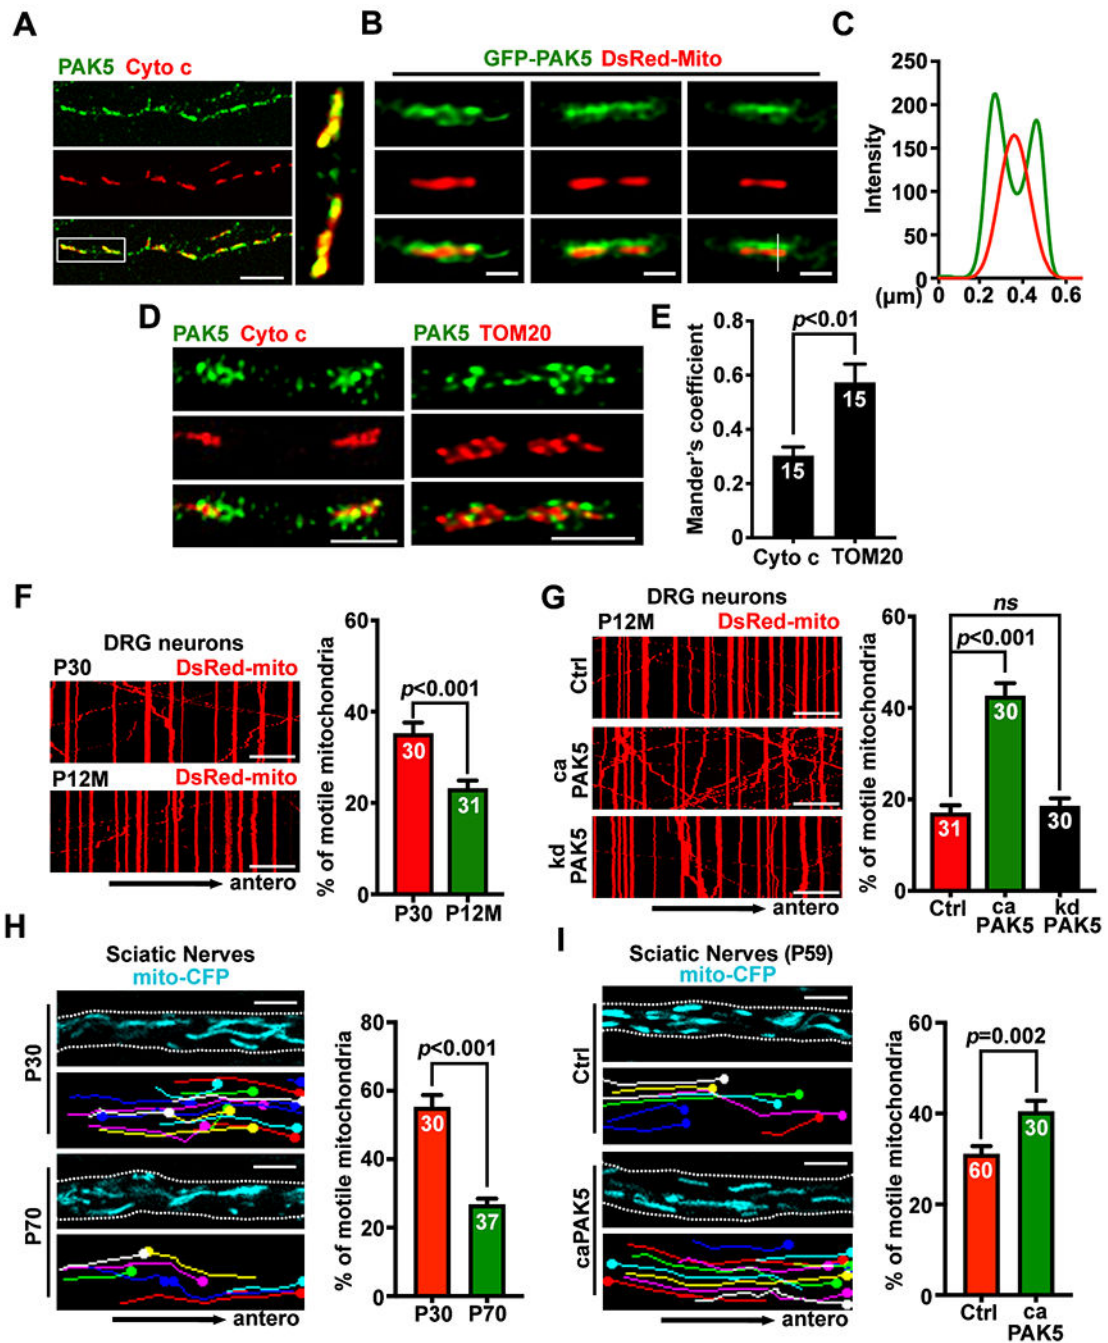 A
PAK5 Cyto c
B
GFP-PAK5 DsRed-Mito
C
Intensity
250
200
150
100
50
0
(µm)
0 0.2 0.4 0.6
D
PAK5 Cyto c
PAK5 TOM20
E
Mander's coefficient
0.8
0.6
0.4
0.2
0
p<0.01
15
15
Cyto c TOM20
F
DRG neurons
P30 DsRed-mito
P12M DsRed-mito
antero
% of motile mitochondria
60
40
20
0
p<0.001
30
31
P30 P12M
G
DRG neurons
P12M DsRed-mito
Ctrl
ca
PAK5
kd
PAK5
antero
% of motile mitochondria
60
40
20
0
ns
p<0.001
31
30
30
Ctrl ca
PAK5 kd
PAK5
H
Sciatic Nerves
mito-CFP
P30
P70
antero
% of motile mitochondria
80
60
40
20
0
p<0.001
30
37
P30 P70
I
Sciatic Nerves (P59)
mito-CFP
Ctrl
caPAK5
antero
% of motile mitochondria
60
40
20
0
p=0.002
60
30
Ctrl ca
PAK5